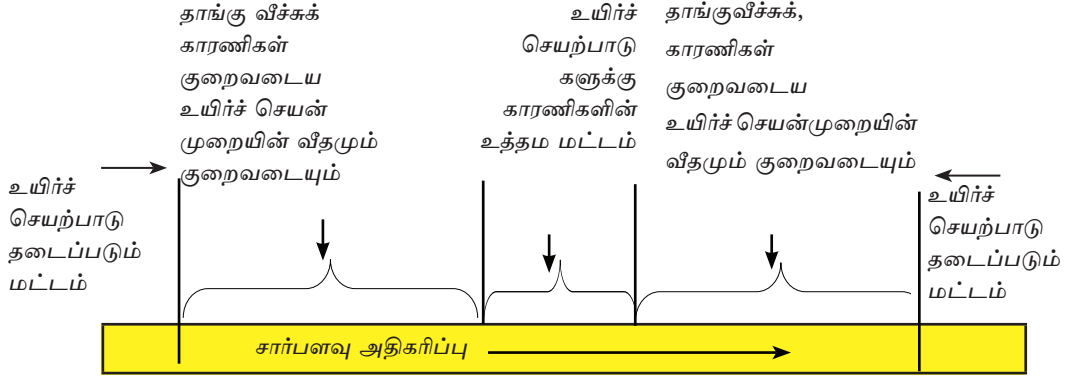 தாங்கு வீச்சுக்
காரணிகள்
குறைவடைய
உயிர்ச் செயன்
முறையின் வீதமும்
குறைவடையும்
உயிர்ச்
செயற்பாடு
களுக்கு
காரணிகளின்
உத்தம மட்டம்
தாங்குவீச்சுக்,
காரணிகள்
குறைவடைய
உயிர்ச் செயன்முறையின்
வீதமும் குறைவடையும்
உயிர்ச்
செயற்பாடு
தடைப்படும்
மட்டம்
உயிர்ச்
செயற்பாடு
தடைப்படும்
மட்டம்
சார்பளவு அதிகரிப்பு